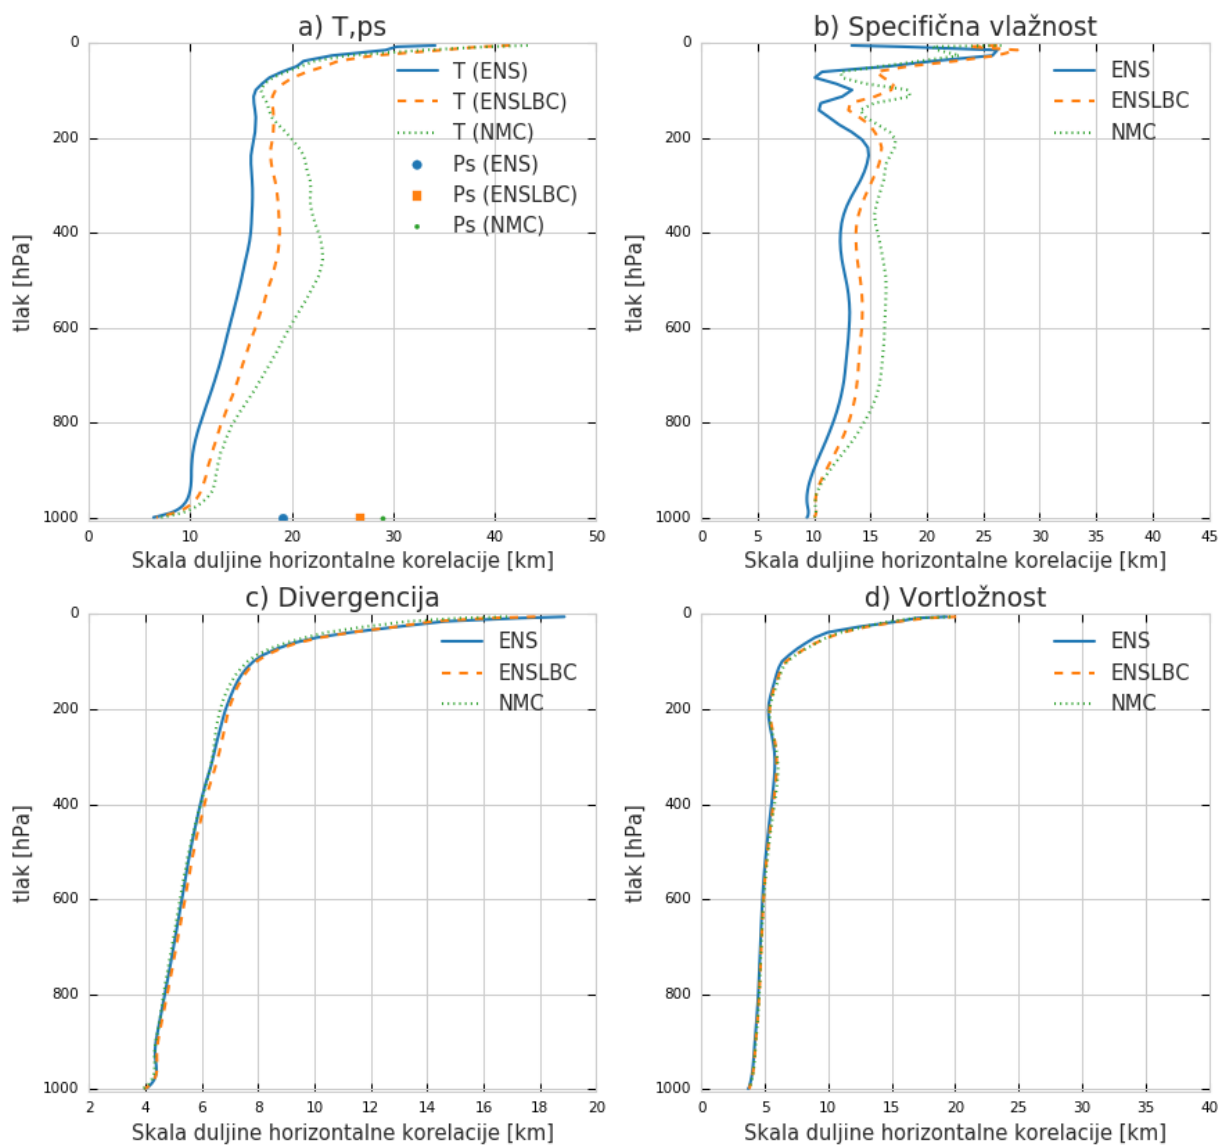 a) T,ps
0
200
400
600
800
1000
tlak [hPa]
T (ENS)
T (ENSLBC)
T (NMC)
Ps (ENS)
Ps (ENSLBC)
Ps (NMC)
0 10 20 30 40 50
Skala duljine horizontalne korelacije [km]
b) Specifična vlažnost
0
200
400
600
800
1000
tlak [hPa]
ENS
ENSLBC
NMC
0 5 10 15 20 25 30 35 40 45
Skala duljine horizontalne korelacije [km]
c) Divergencija
0
200
400
600
800
1000
tlak [hPa]
ENS
ENSLBC
NMC
2 4 6 8 10 12 14 16 18 20
Skala duljine horizontalne korelacije [km]
d) Vortložnost
0
200
400
600
800
1000
tlak [hPa]
ENS
ENSLBC
NMC
0 5 10 15 20 25 30 35 40
Skala duljine horizontalne korelacije [km]